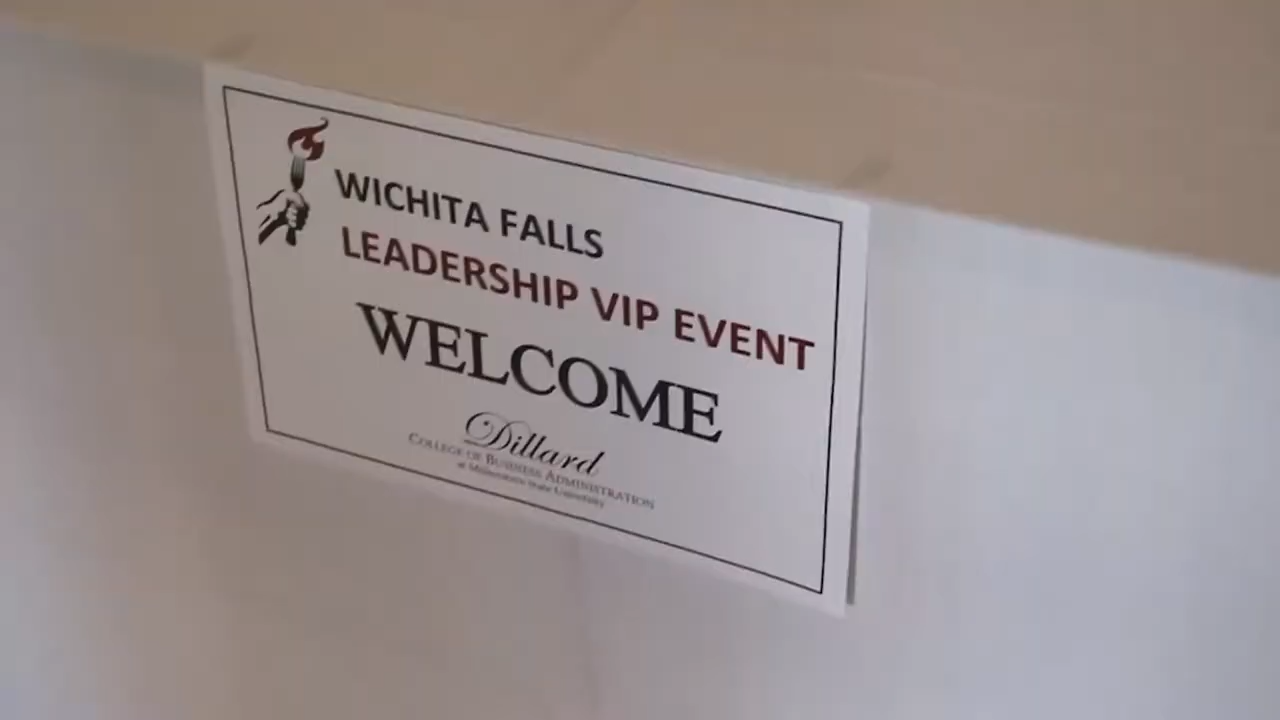 WICHITA FALLS
LEADERSHIP VIP EVENT
WELCOME
Dillard
COLLEGE OF BUSINESS ADMINISTRATION
at Midwestern State University